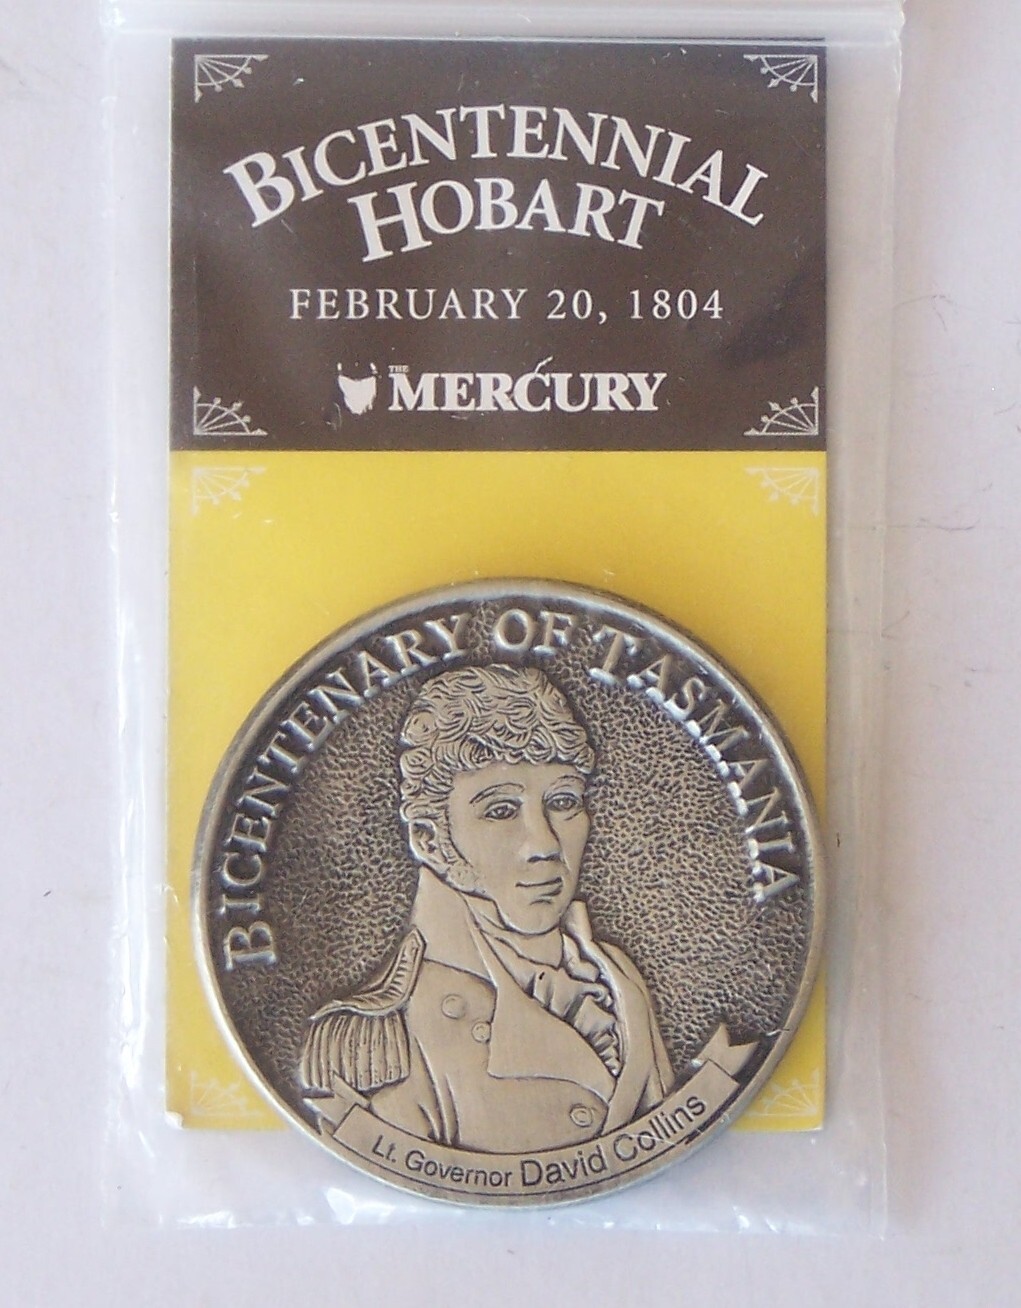 BICENTENNIAL
HOBART
FEBRUARY 20, 1804
THE MERCURY
BICENTENARY OF TASMANIA
Lt. Governor David Collins